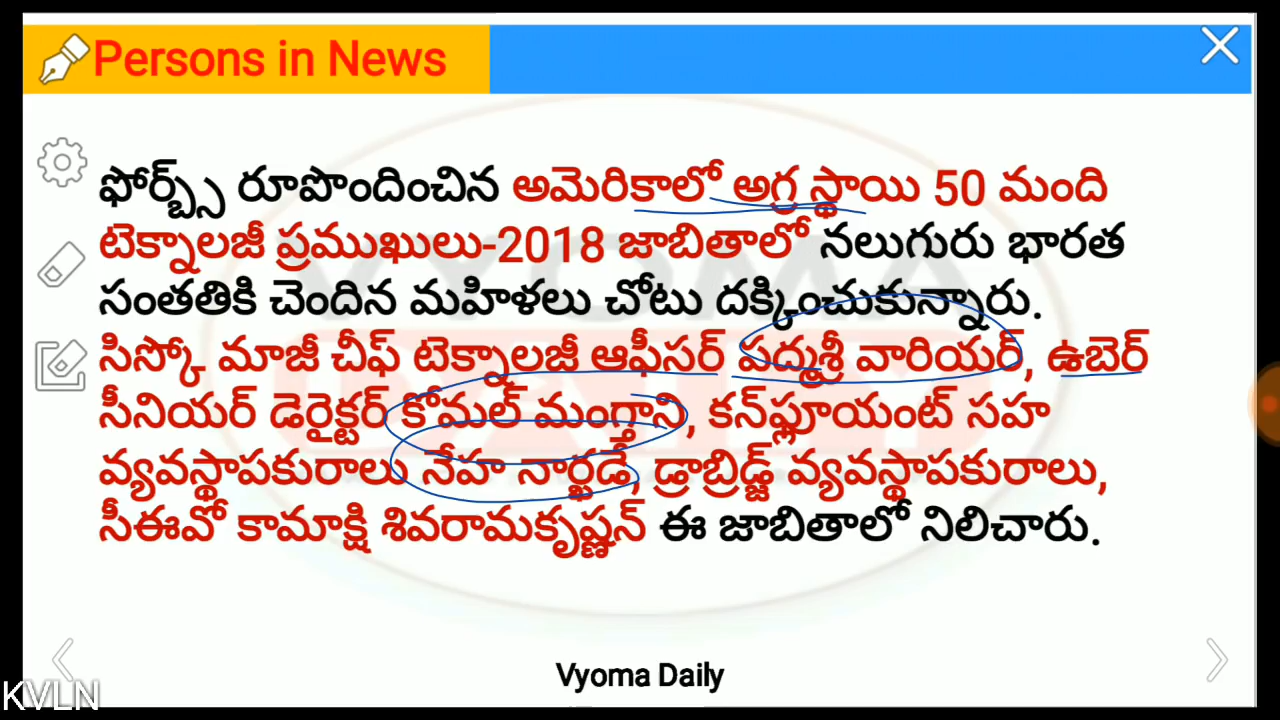 Persons in News
ఫోర్బ్స్ రూపొందించిన అమెరికాలో అగ్ర స్థాయి 50 మంది
టెక్నాలజీ ప్రముఖులు-2018 జాబితాలో నలుగురు భారత
సంతతికి చెందిన మహిళలు చోటు దక్కించుకున్నారు.
సిస్కో మాజీ చీఫ్ టెక్నాలజీ ఆఫీసర్ పద్మశ్రీ వారియర్, ఉబెర్
సీనియర్ డెరైక్టర్ కోమల్ మంగ్తాని, కన్‌ఫ్లూయంట్ సహ
వ్యవస్థాపకురాలు నేహ నార్ఖడే, డ్రాబ్రిడ్జ్ వ్యవస్థాపకురాలు,
సీఈవో కామాక్షి శివరామకృష్ణన్ ఈ జాబితాలో నిలిచారు.
VYOMA
DAILY
Vyoma Daily
KVLN